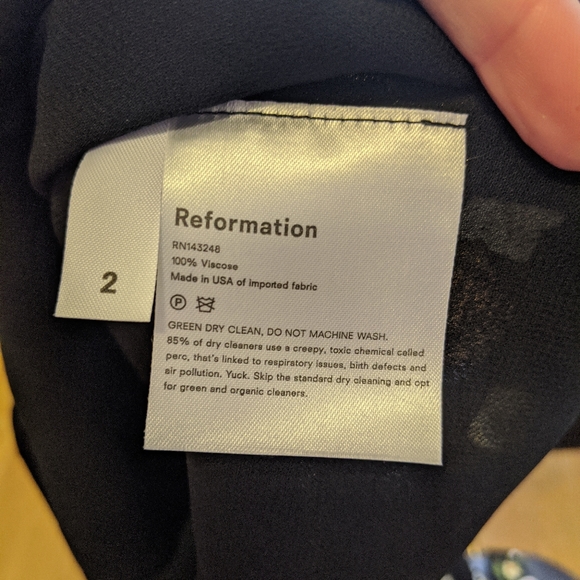 2
Reformation
RN143248
100% Viscose
Made in USA of imported fabric
P
GREEN DRY CLEAN, DO NOT MACHINE WASH.
85% of dry cleaners use a creepy, toxic chemical called
perc, that's linked to respiratory issues, birth defects and
air pollution. Yuck. Skip the standard dry cleaning and opt
for green and organic cleaners.